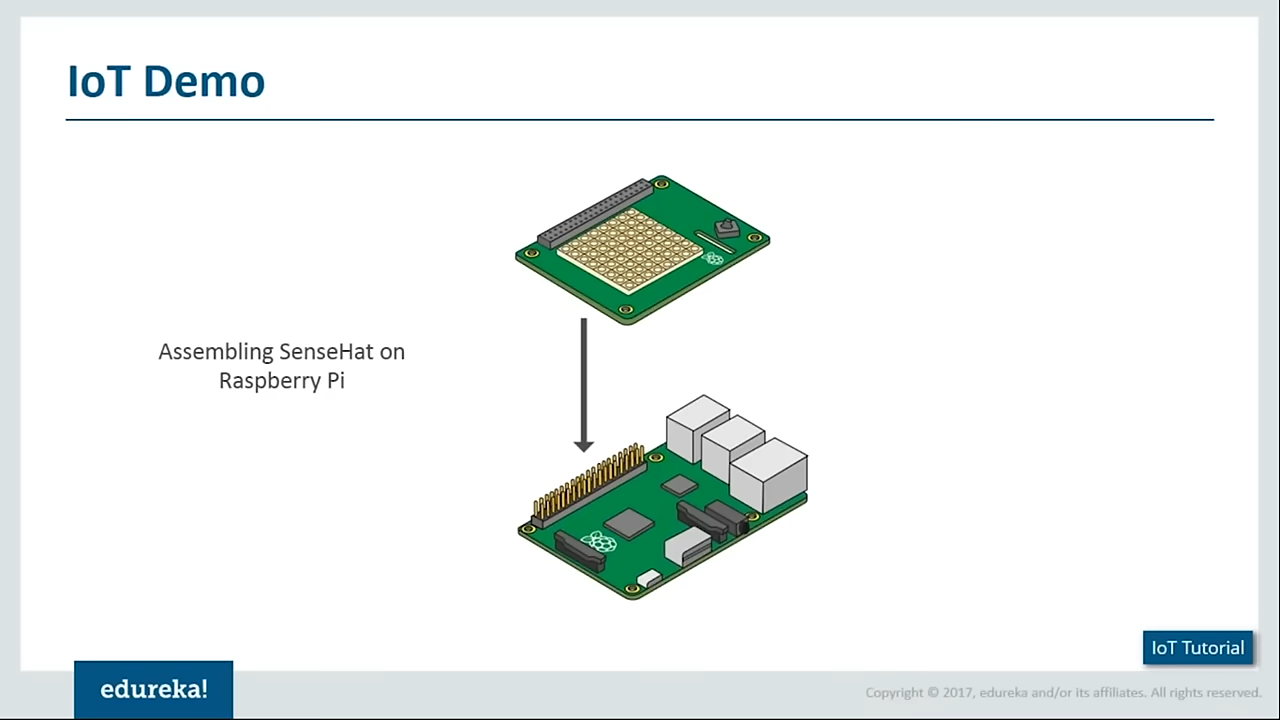 IoT Demo
Assembling SenseHat on
Raspberry Pi
IoT Tutorial
edureka!
Copyright © 2017, edureka and/or its affiliates. All rights reserved.